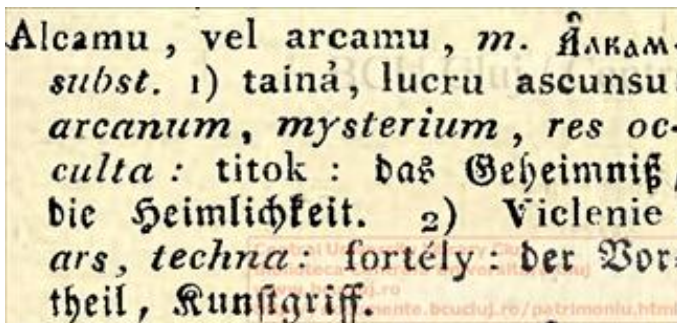 Alcamu, vel arcamu, m. Алкам.
subst. 1) tainả, lucru ascunsu
arcanum, mysterium, res oc-
culta: titok: das Geheimniß,
die Heimlichkeit. 2) Viclenie
ars, techna: fortély: der Vor-
theil, Kunstgriff.